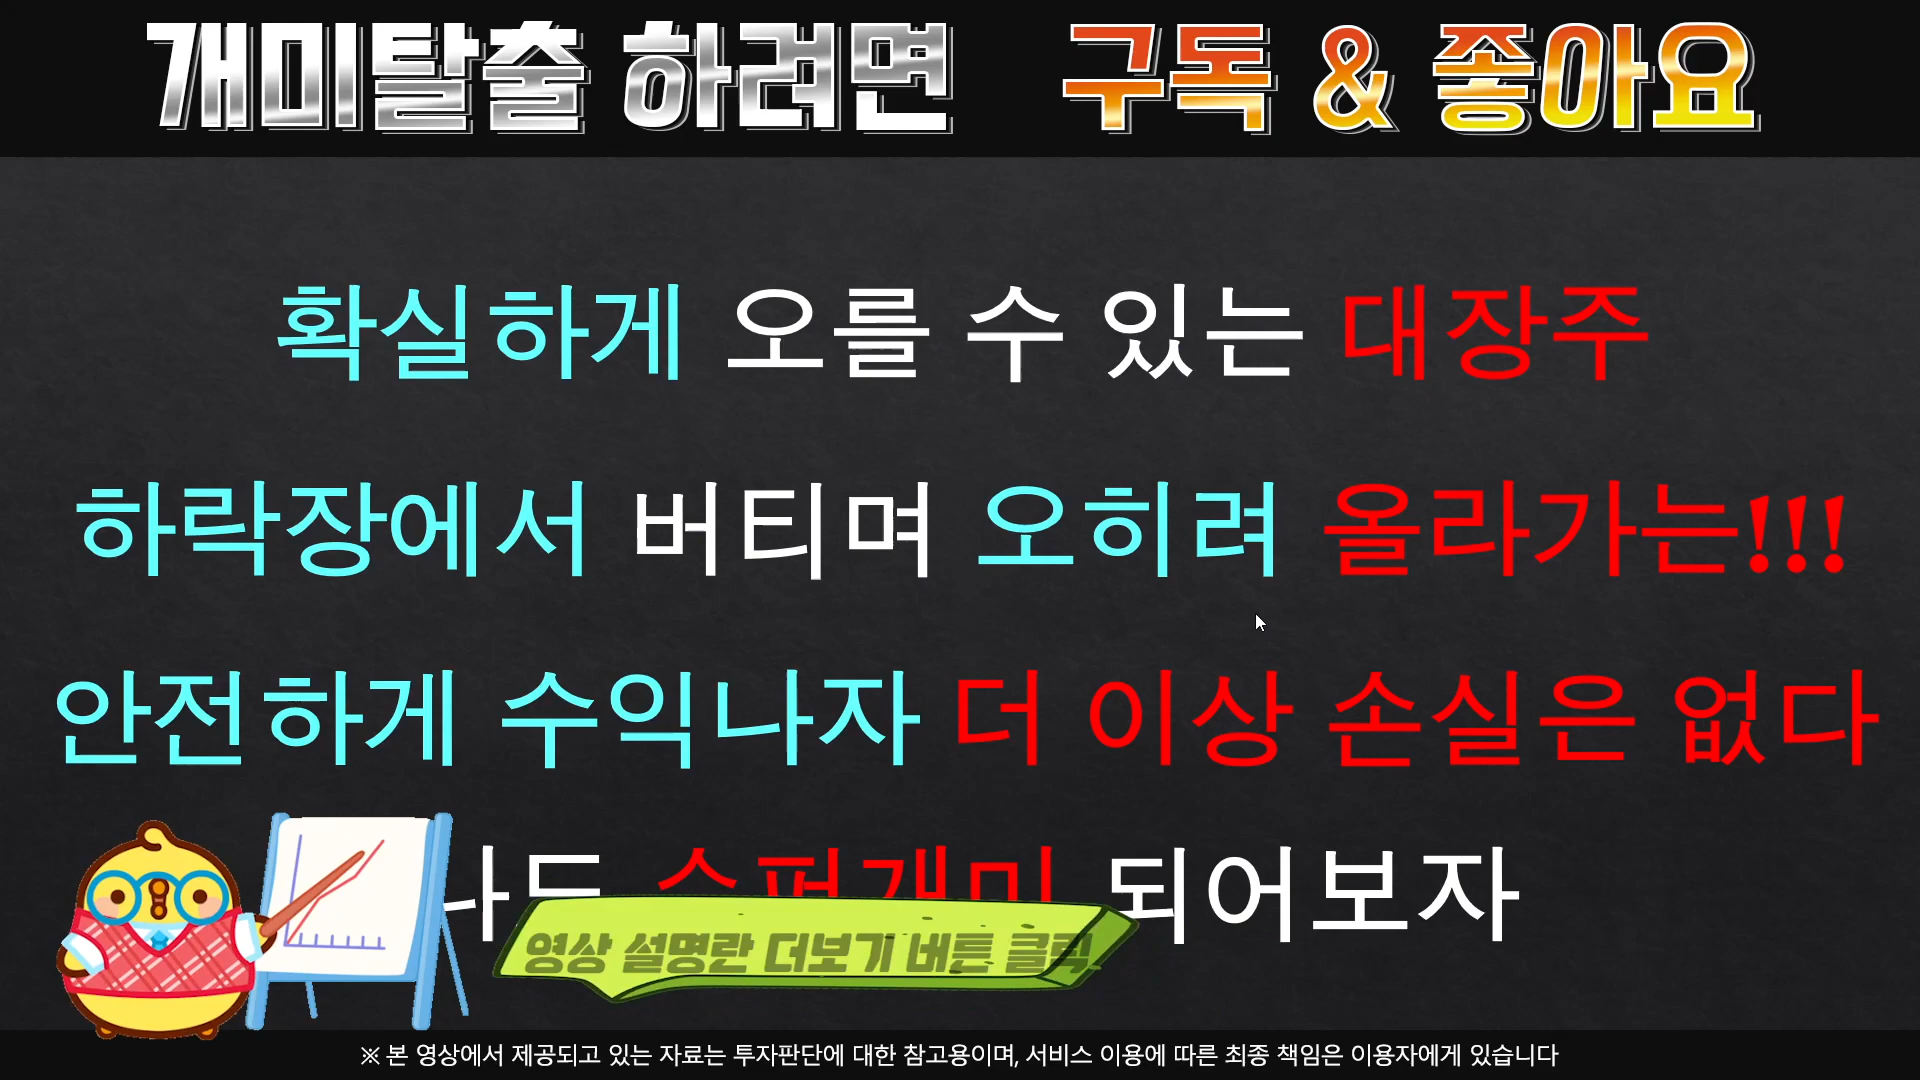 개미탈출 하려면 구독 & 좋아요
확실하게 오를 수 있는 대장주
하락장에서 버티며 오히려 올라가는!!!
안전하게 수익나자 더 이상 손실은 없다
나도 슈퍼개미 되어보자
영상 설명란 더보기 버튼 클릭
※ 본 영상에서 제공되고 있는 자료는 투자판단에 대한 참고용이며, 서비스 이용에 따른 최종 책임은 이용자에게 있습니다